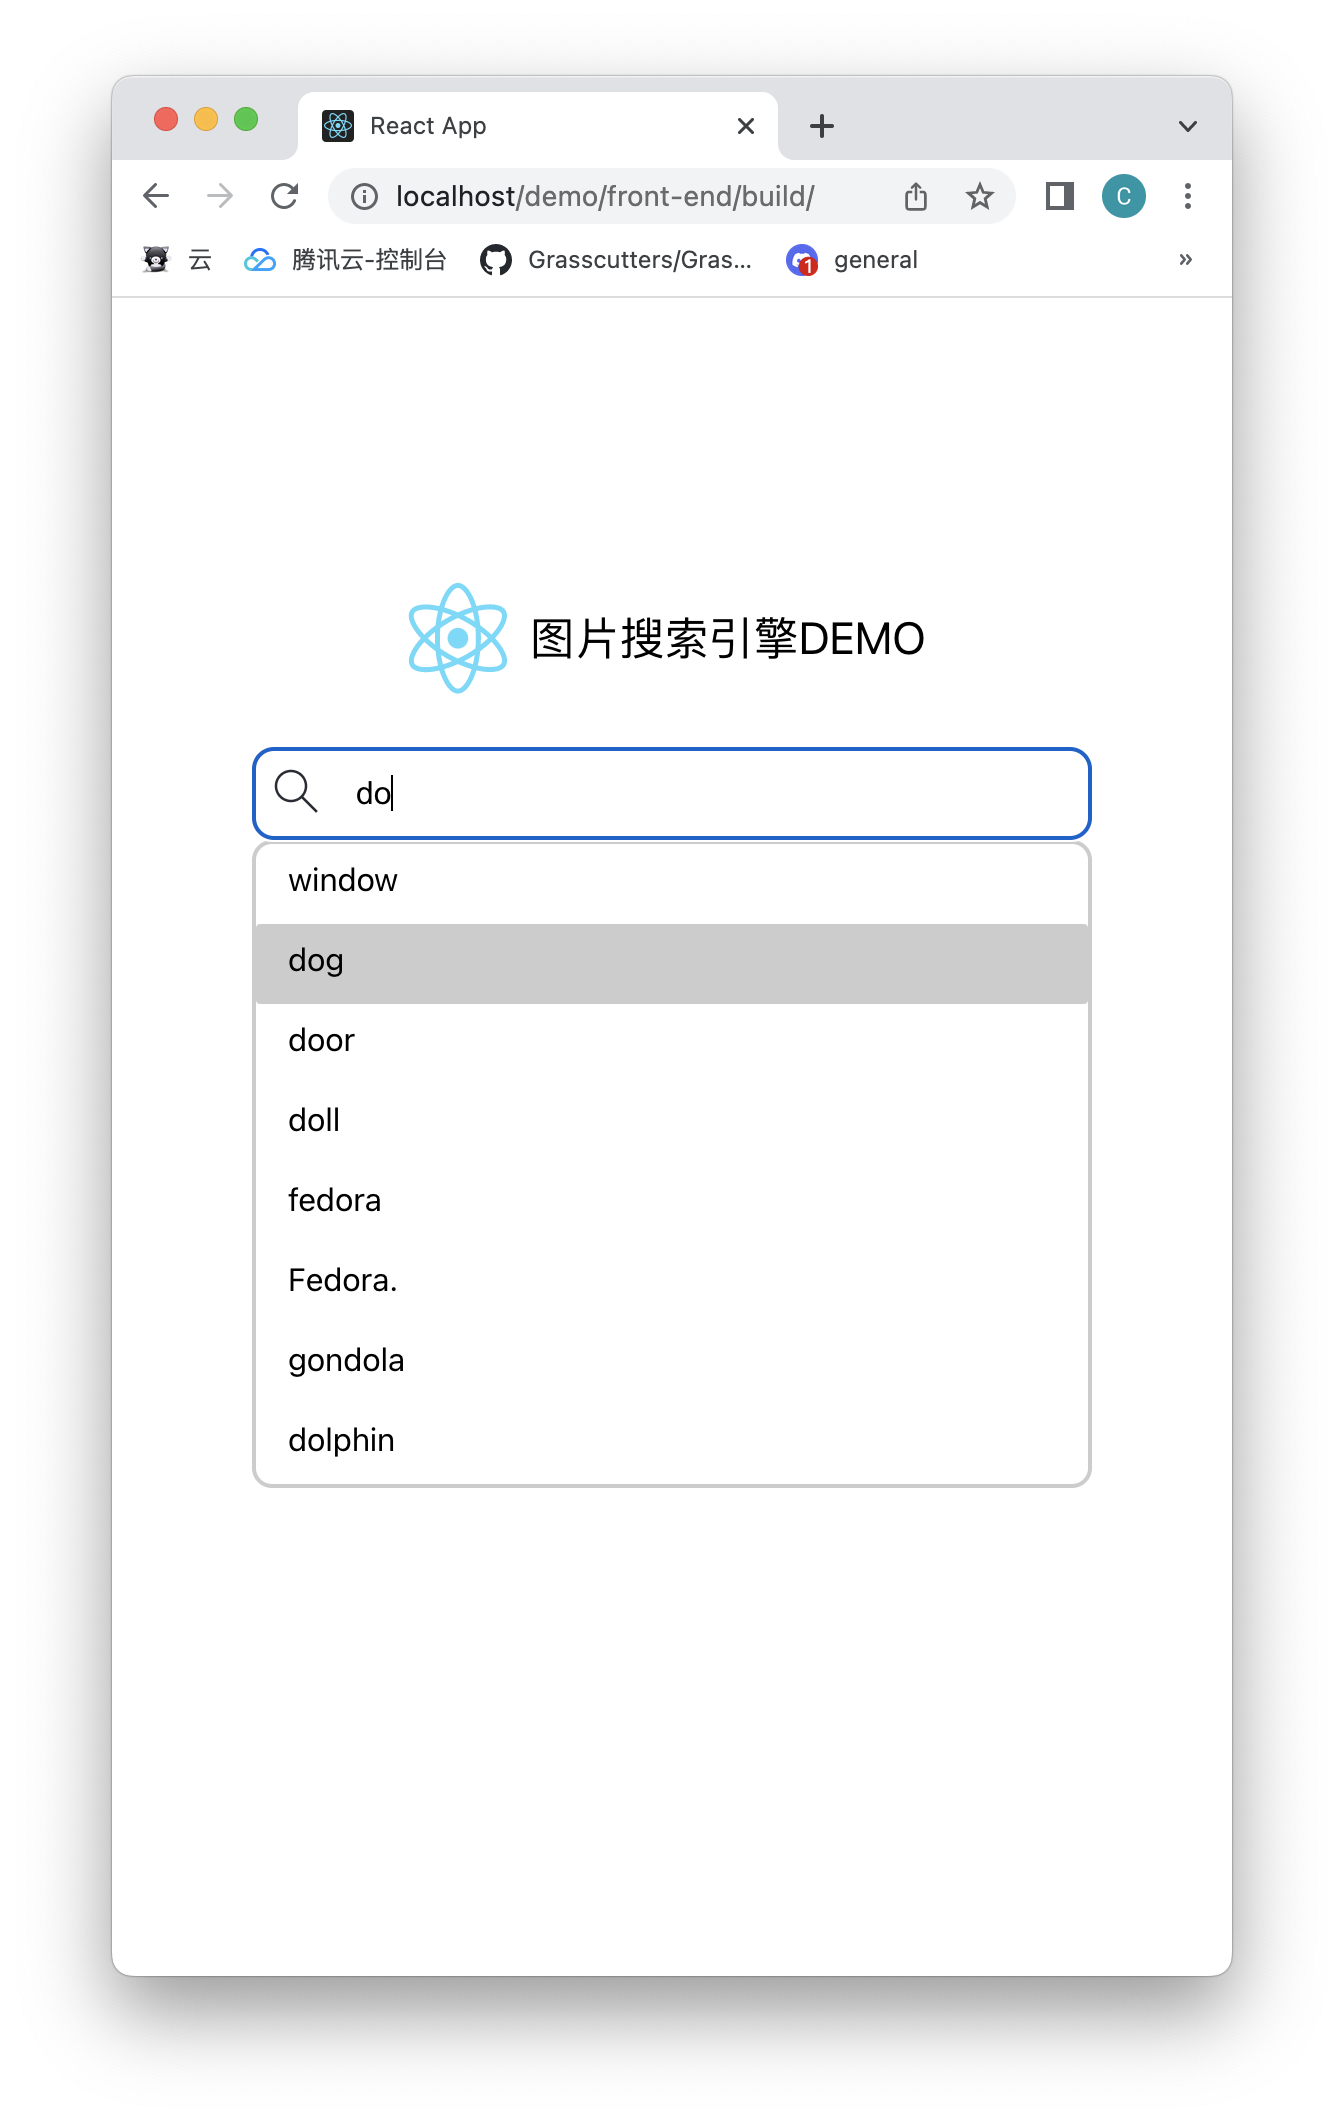 React App
localhost/demo/front-end/build/
C
云
腾讯云-控制台
Grasscutters/Gras...
1
general
图片搜索引擎DEMO
do
window
dog
door
doll
fedora
Fedora.
gondola
dolphin